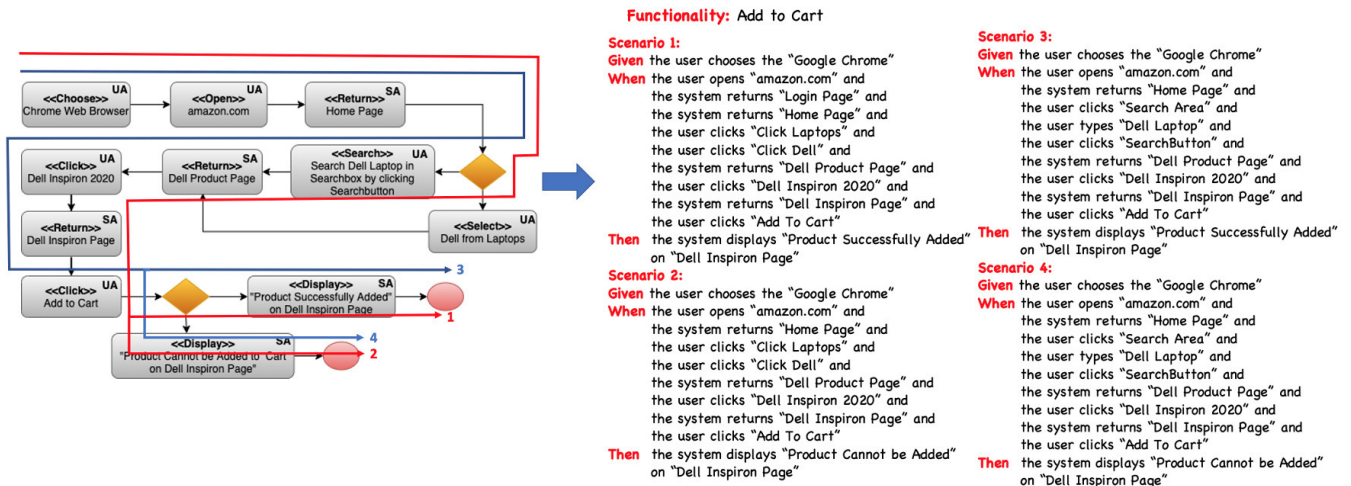 Functionality: Add to Cart
UA
<<Choose>>
Chrome Web Browser
UA
<<Open>>
amazon.com
SA
<<Return>>
Home Page
UA
<<Click>>
Dell Inspiron 2020
SA
<<Return>>
Dell Product Page
<<Search>>
UA
Search Dell Laptop in
Searchbox by clicking
Searchbutton
SA
<<Return>>
Dell Inspiron Page
UA
<<Select>>
Dell from Laptops
3
UA
<<Click>>
Add to Cart
<<Display>>
SA
"Product Successfully Added"
on Dell Inspiron Page
1
4
SA
<<Display>>
2
"Product Cannot be Added to Cart
on Dell Inspiron Page"
Scenario 1:
Given the user chooses the “Google Chrome”
When the user opens “amazon.com” and
the system returns “Login Page” and
the system returns “Home Page” and
the user clicks “Click Laptops” and
the user clicks “Click Dell” and
the system returns “Dell Product Page” and
the user clicks “Dell Inspiron 2020” and
the system returns “Dell Inspiron Page” and
the user clicks “Add To Cart”
Then the system displays “Product Successfully Added”
on “Dell Inspiron Page”
Scenario 2:
Given the user chooses the “Google Chrome”
When the user opens “amazon.com” and
the system returns “Home Page” and
the user clicks “Click Laptops” and
the user clicks “Click Dell” and
the system returns “Dell Product Page” and
the user clicks “Dell Inspiron 2020” and
the system returns “Dell Inspiron Page” and
the user clicks “Add To Cart”
Then the system displays “Product Cannot be Added”
on “Dell Inspiron Page”
Scenario 3:
Given the user chooses the “Google Chrome”
When the user opens “amazon.com” and
the system returns “Home Page” and
the user clicks “Search Area” and
the user types “Dell Laptop” and
the user clicks “SearchButton” and
the system returns “Dell Product Page” and
the user clicks “Dell Inspiron 2020” and
the system returns “Dell Inspiron Page” and
the user clicks “Add To Cart”
Then the system displays “Product Successfully Added”
on “Dell Inspiron Page”
Scenario 4:
Given the user chooses the “Google Chrome”
When the user opens “amazon.com” and
the system returns “Home Page” and
the user clicks “Search Area” and
the user types “Dell Laptop” and
the user clicks “SearchButton” and
the system returns “Dell Product Page” and
the user clicks “Dell Inspiron 2020” and
the system returns “Dell Inspiron Page” and
the user clicks “Add To Cart”
Then the system displays “Product Cannot be Added”
on “Dell Inspiron Page”